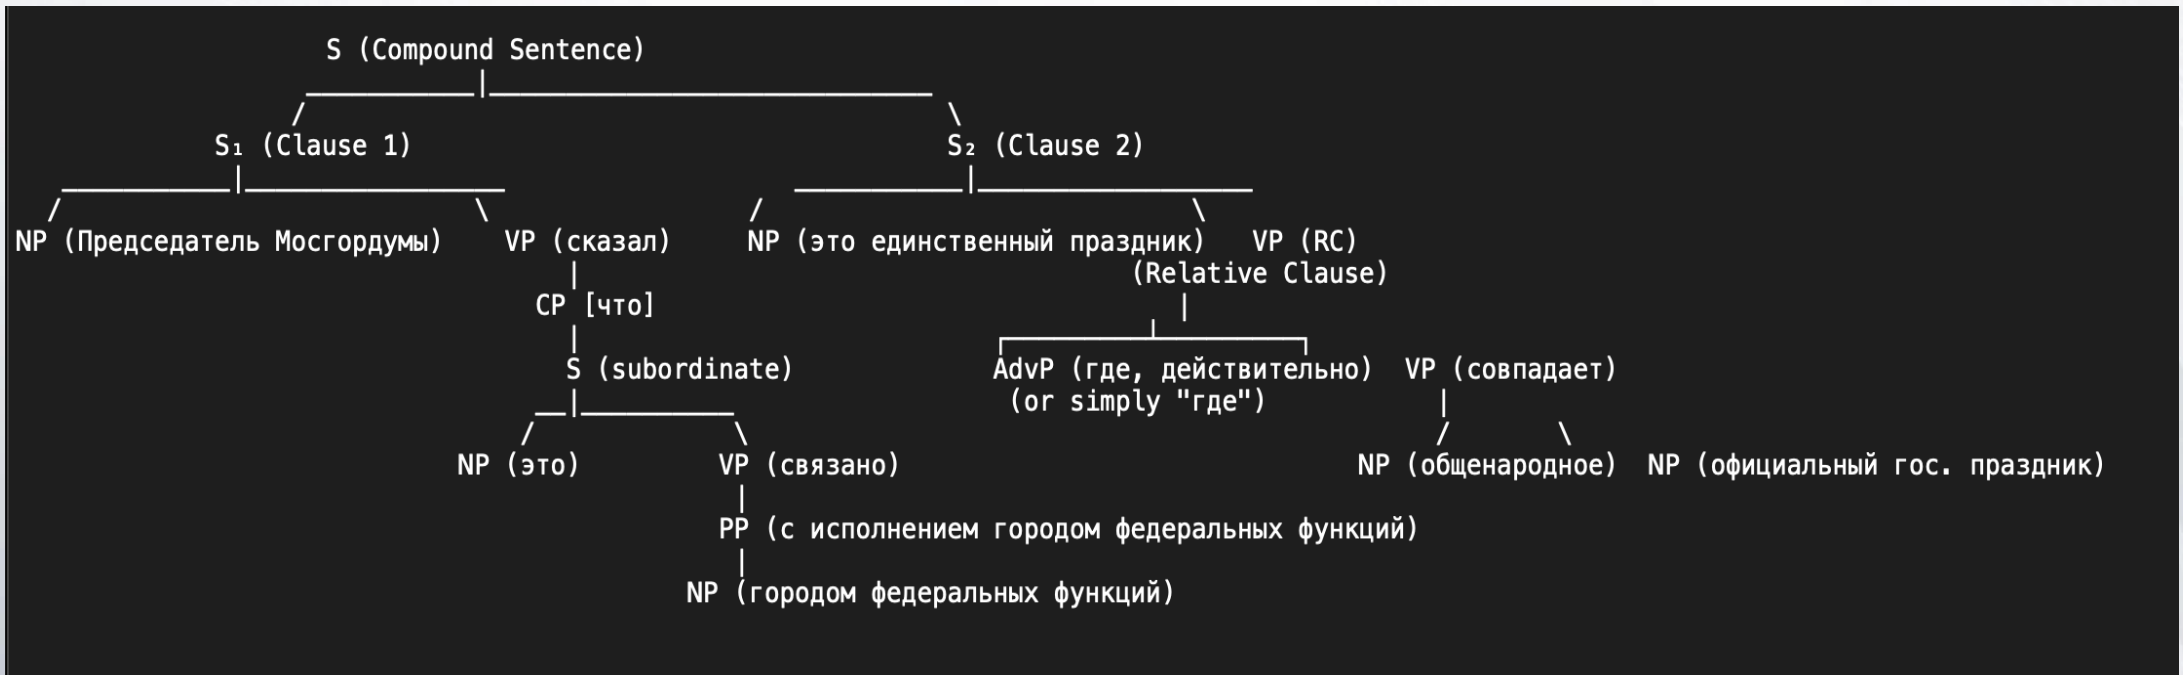 S (Compound Sentence)
S₁ (Clause 1) S₂ (Clause 2)
NP (Председатель Мосгордумы) VP (сказал) NP (это единственный праздник) VP (RC)
(Relative Clause)
CP [что]
S (subordinate) AdvP (где, действительно) VP (совпадает)
(or simply "где")
NP (это) VP (связано) NP (общенародное) NP (официальный гос. праздник)
PP (с исполнением городом федеральных функций)
NP (городом федеральных функций)